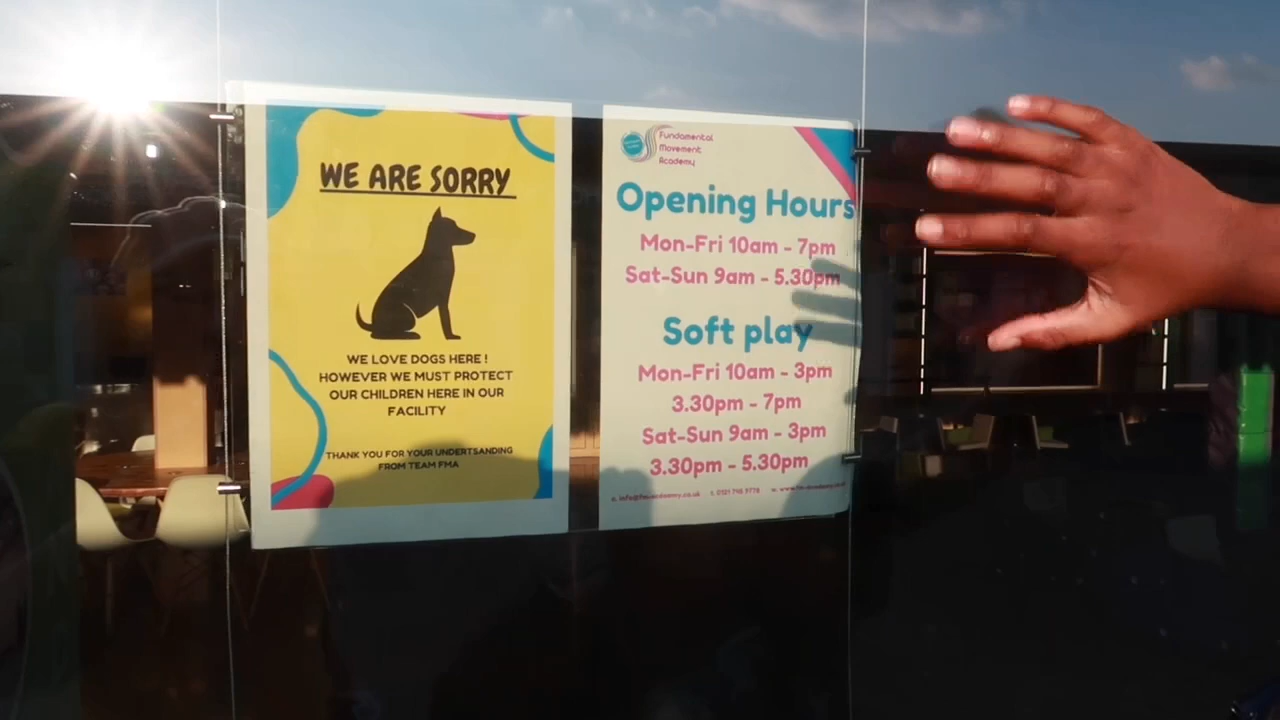 WE ARE SORRY
WE LOVE DOGS HERE !
HOWEVER WE MUST PROTECT
OUR CHILDREN HERE IN OUR
FACILITY
THANK YOU FOR YOUR UNDERTSANDING
FROM TEAM FMA
Fundamental
Movement
Academy
Opening Hours
Mon-Fri 10am - 7pm
Sat-Sun 9am - 5.30pm
Soft play
Mon-Fri 10am - 3pm
3.30pm - 7pm
Sat-Sun 9am - 3pm
3.30pm - 5.30pm